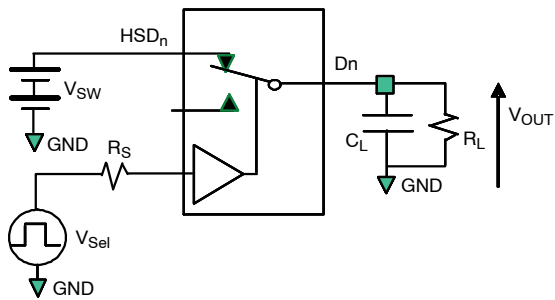 HSDn
Dn
VSW
GND
RS
CL
RL
VOUT
GND
VSel
GND